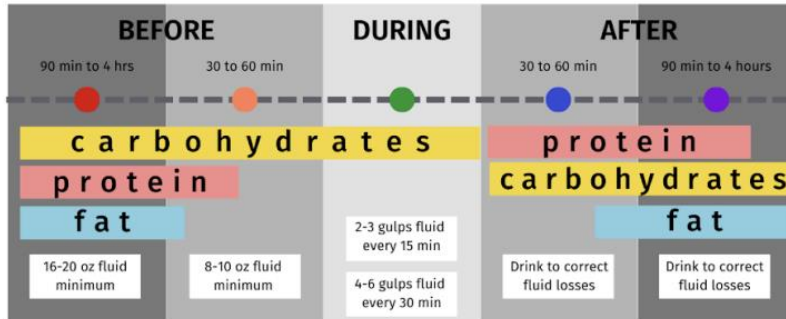 BEFORE
DURING
AFTER
90 min to 4 hrs
30 to 60 min
30 to 60 min
90 min to 4 hours
carbohydrates
protein
protein
carbohydrates
fat
fat
16-20 oz fluid
minimum
8-10 oz fluid
minimum
2-3 gulps fluid
every 15 min
4-6 gulps fluid
every 30 min
Drink to correct
fluid losses
Drink to correct
fluid losses